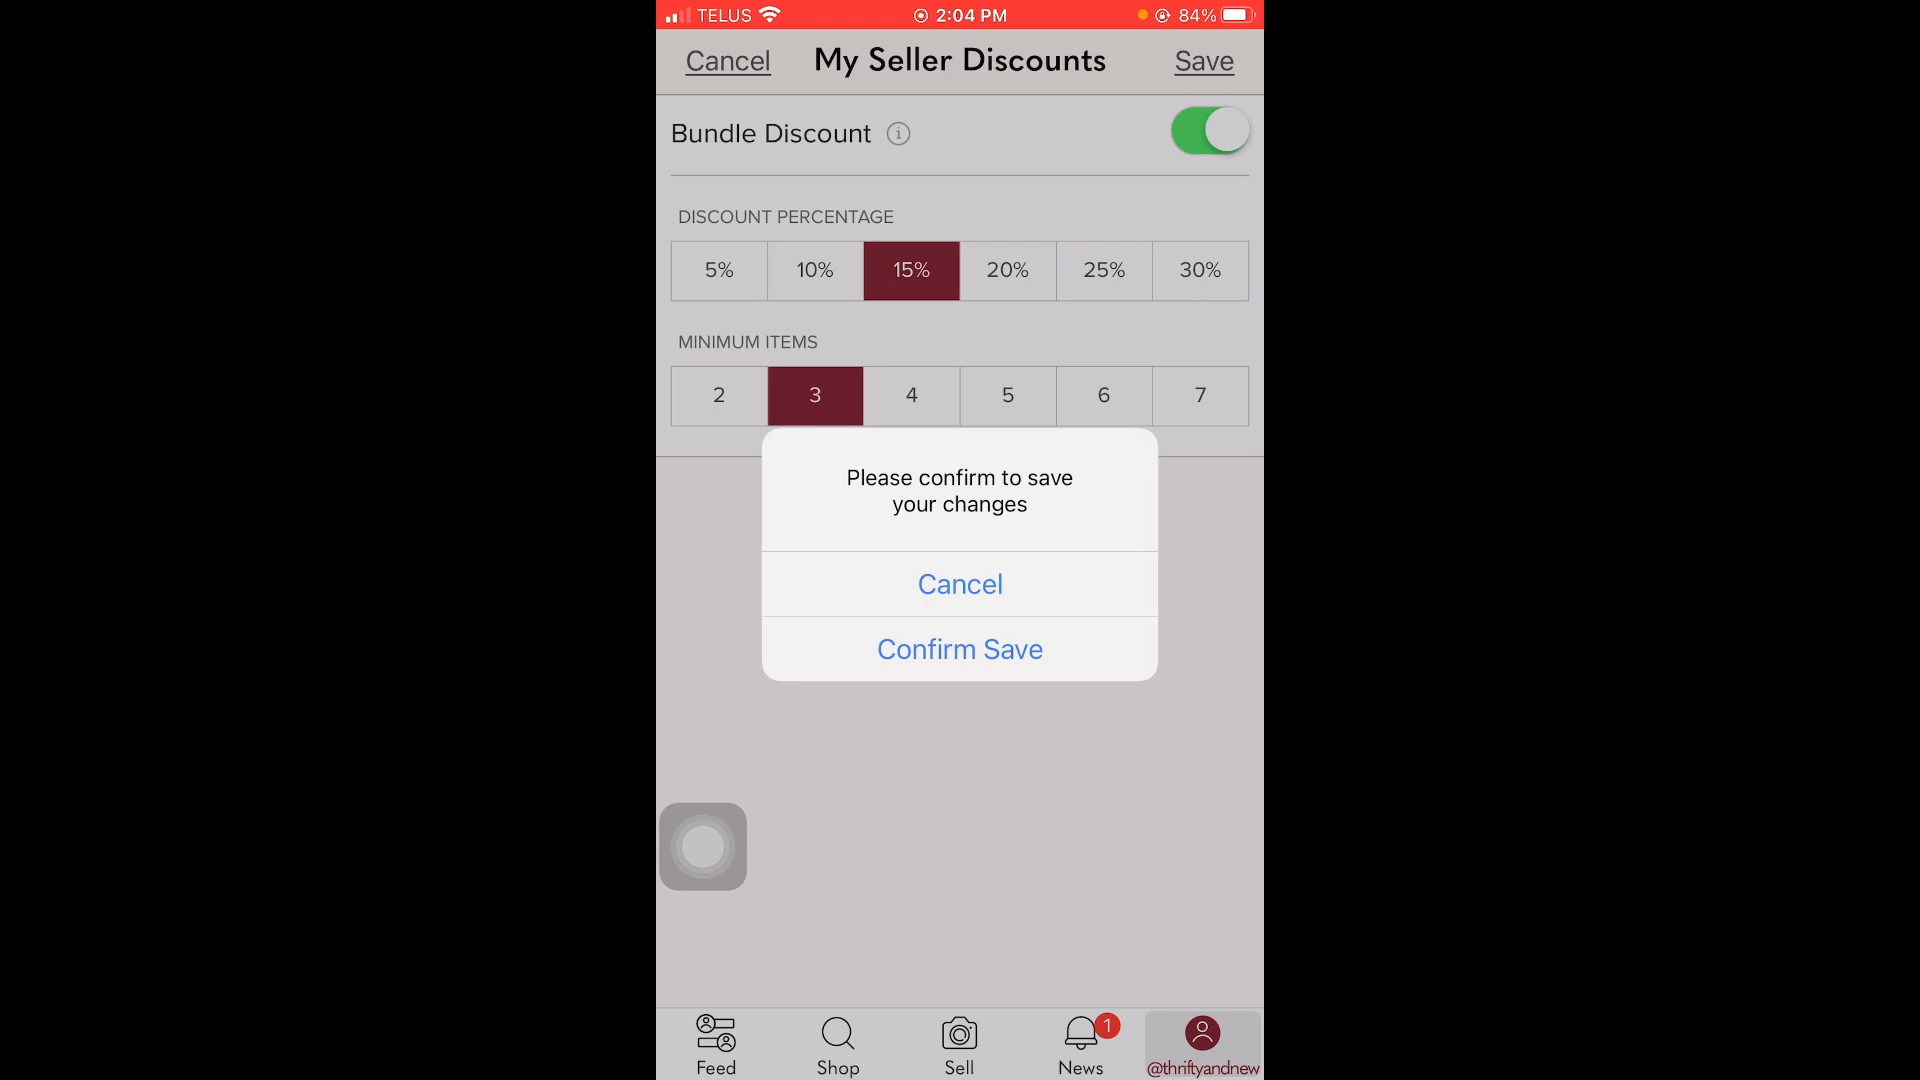 TELUS 2:04 PM 84%
Cancel My Seller Discounts Save
Bundle Discount
DISCOUNT PERCENTAGE
5% 10% 15% 20% 25% 30%
MINIMUM ITEMS
2 3 4 5 6 7
Please confirm to save
your changes
Cancel
Confirm Save
1
Feed Shop Sell News @thriftyandnew